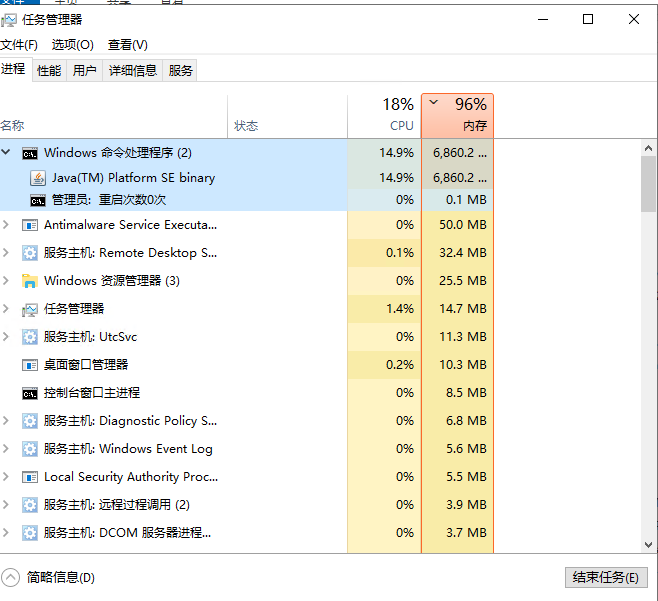 任务管理器
文件(F) 选项(O) 查看(V)
进程 性能 用户 详细信息 服务
18% 96%
名称 状态 CPU 内存
Windows 命令处理程序 (2) 14.9% 6,860.2 ...
Java(TM) Platform SE binary 14.9% 6,860.2 ...
管理员: 重启次数0次 0% 0.1 MB
Antimalware Service Executa... 0% 50.0 MB
服务主机: Remote Desktop S... 0.1% 32.4 MB
Windows 资源管理器 (3) 0% 25.5 MB
任务管理器 1.4% 14.7 MB
服务主机: UtcSvc 0% 11.3 MB
桌面窗口管理器 0.2% 10.3 MB
控制台窗口主进程 0% 8.5 MB
服务主机: Diagnostic Policy S... 0% 6.8 MB
服务主机: Windows Event Log 0% 5.6 MB
Local Security Authority Proc... 0% 5.5 MB
服务主机: 远程过程调用 (2) 0% 3.9 MB
服务主机: DCOM 服务器进程... 0% 3.7 MB
简略信息(D) 结束任务(E)